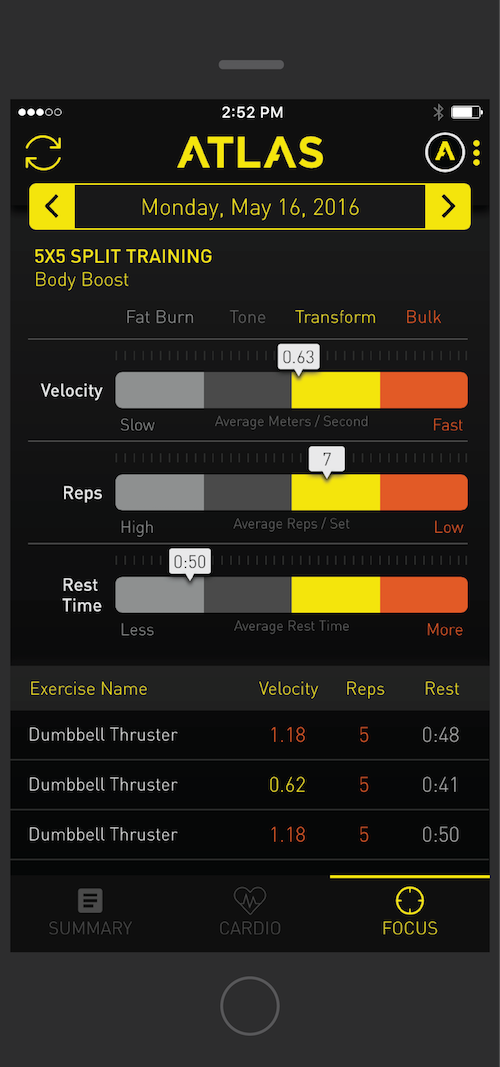 2:52 PM
ATLAS
A
Monday, May 16, 2016
5X5 SPLIT TRAINING
Body Boost
Fat Burn Tone Transform Bulk
0.63
Velocity
Slow Average Meters / Second Fast
7
Reps
High Average Reps / Set Low
0:50
Rest
Time
Less Average Rest Time More
Exercise Name Velocity Reps Rest
Dumbbell Thruster 1.18 5 0:48
Dumbbell Thruster 0.62 5 0:41
Dumbbell Thruster 1.18 5 0:50
SUMMARY CARDIO FOCUS